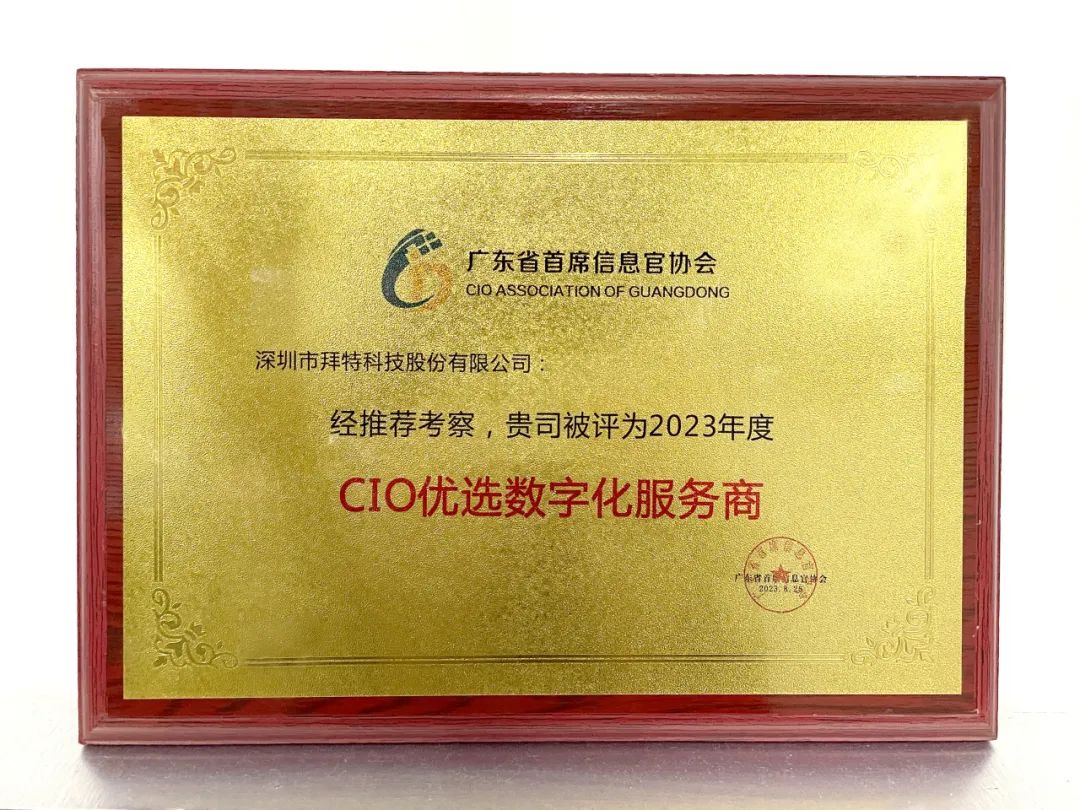 广东省首席信息官协会
CIO ASSOCIATION OF GUANGDONG
深圳市拜特科技股份有限公司：
经推荐考察，贵司被评为2023年度
CIO优选数字化服务商
广东省首席信息官协会
2023.8.25